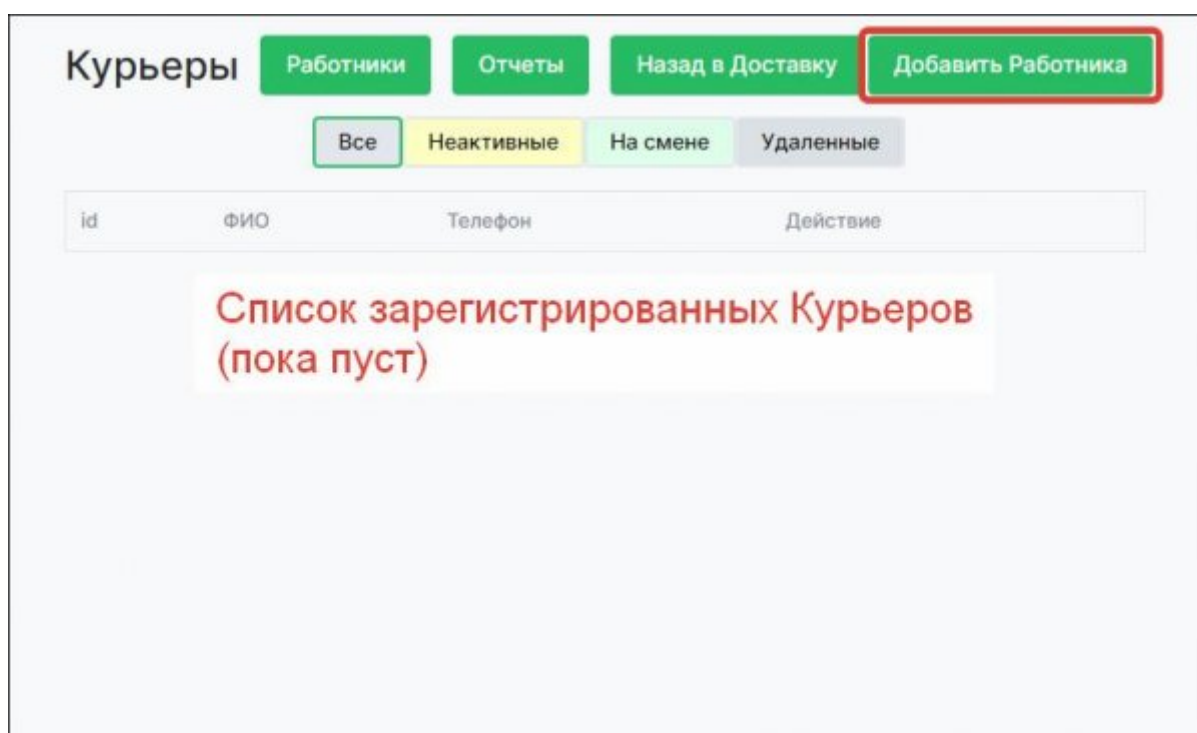 Курьеры Работники Отчеты Назад в Доставку Добавить Работника
Все Неактивные На смене Удаленные
id ФИО Телефон Действие
Список зарегистрированных Курьеров
(пока пуст)